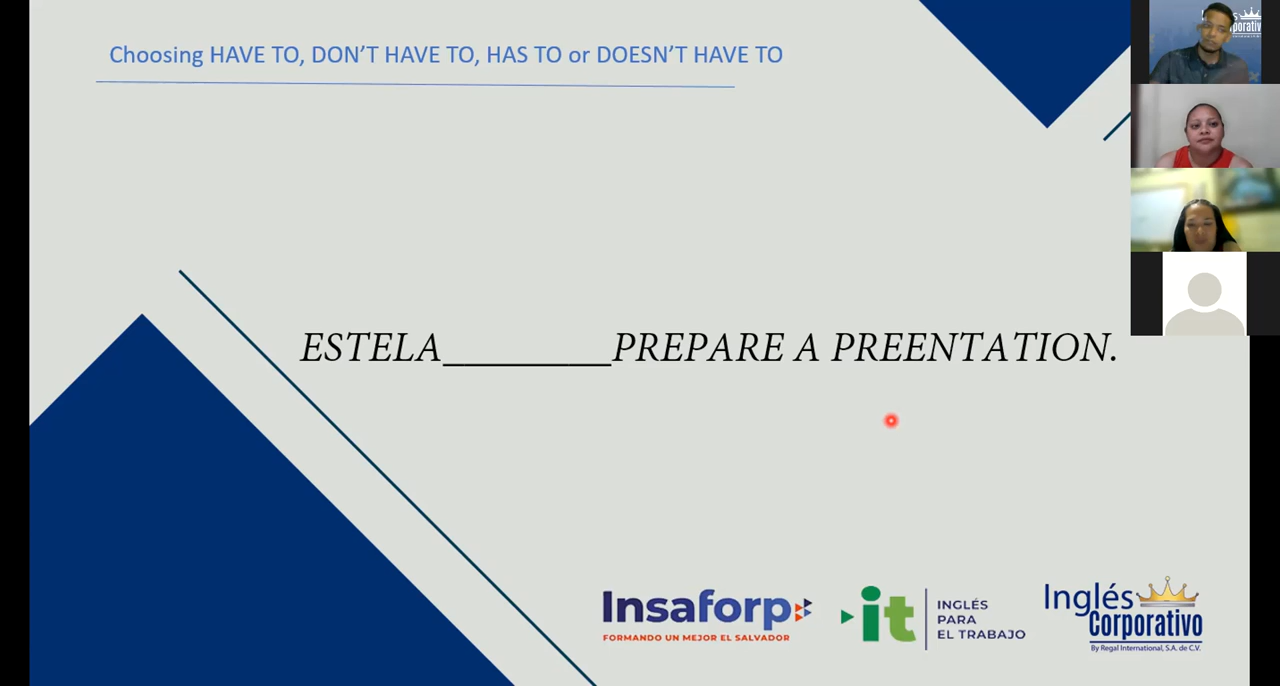 Choosing HAVE TO, DON'T HAVE TO, HAS TO or DOESN'T HAVE TO
ESTELA________PREPARE A PREENTATION.
Insaforp
FORMANDO UN MEJOR EL SALVADOR
it
INGLÉS
PARA
EL TRABAJO
Inglés
Corporativo
By Regal International, S.A. de C.V.